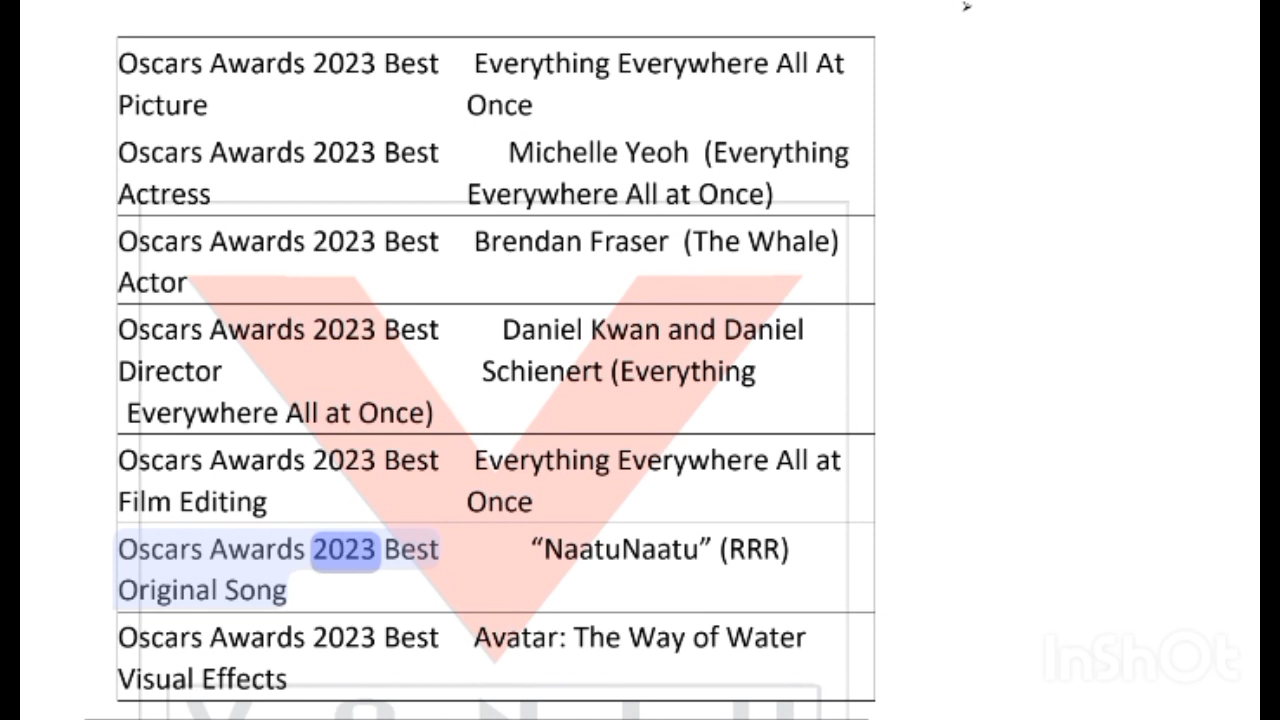 Oscars Awards 2023 Best Everything Everywhere All At
Picture Once
Oscars Awards 2023 Best Michelle Yeoh (Everything
Actress Everywhere All at Once)
Oscars Awards 2023 Best Brendan Fraser (The Whale)
Actor
Oscars Awards 2023 Best Daniel Kwan and Daniel
Director Schienert (Everything
Everywhere All at Once)
Oscars Awards 2023 Best Everything Everywhere All at
Film Editing Once
Oscars Awards 2023 Best “NaatuNaatu” (RRR)
Original Song
Oscars Awards 2023 Best Avatar: The Way of Water
Visual Effects
InShOt